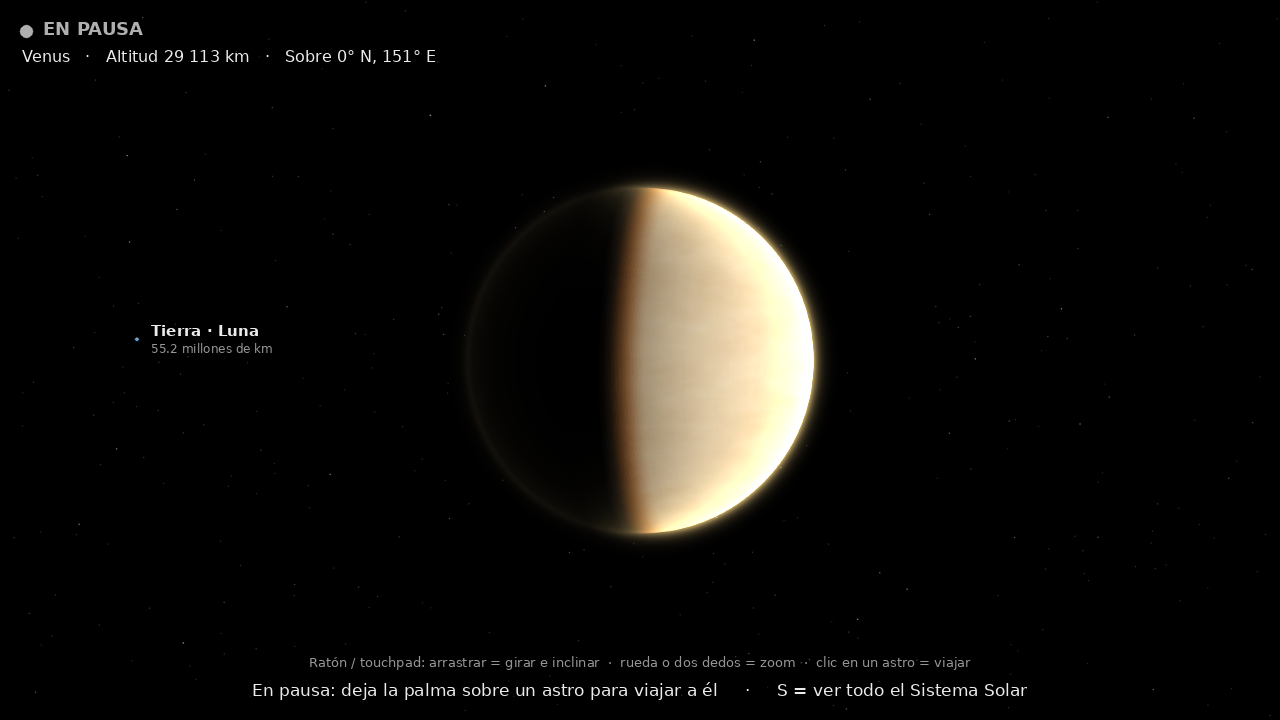 EN PAUSA
Venus · Altitud 29 113 km · Sobre 0° N, 151° E
Tierra · Luna
55.2 millones de km
Ratón / touchpad: arrastrar = girar e inclinar · rueda o dos dedos = zoom · clic en un astro = viajar
En pausa: deja la palma sobre un astro para viajar a él · S = ver todo el Sistema Solar